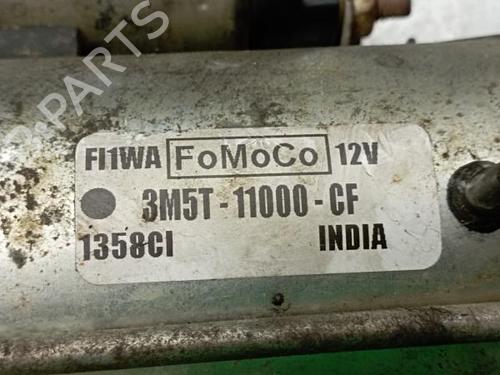 B-PARTS
FI1WA FoMoCo 12V
3M5T-11000-CF
1358CI INDIA